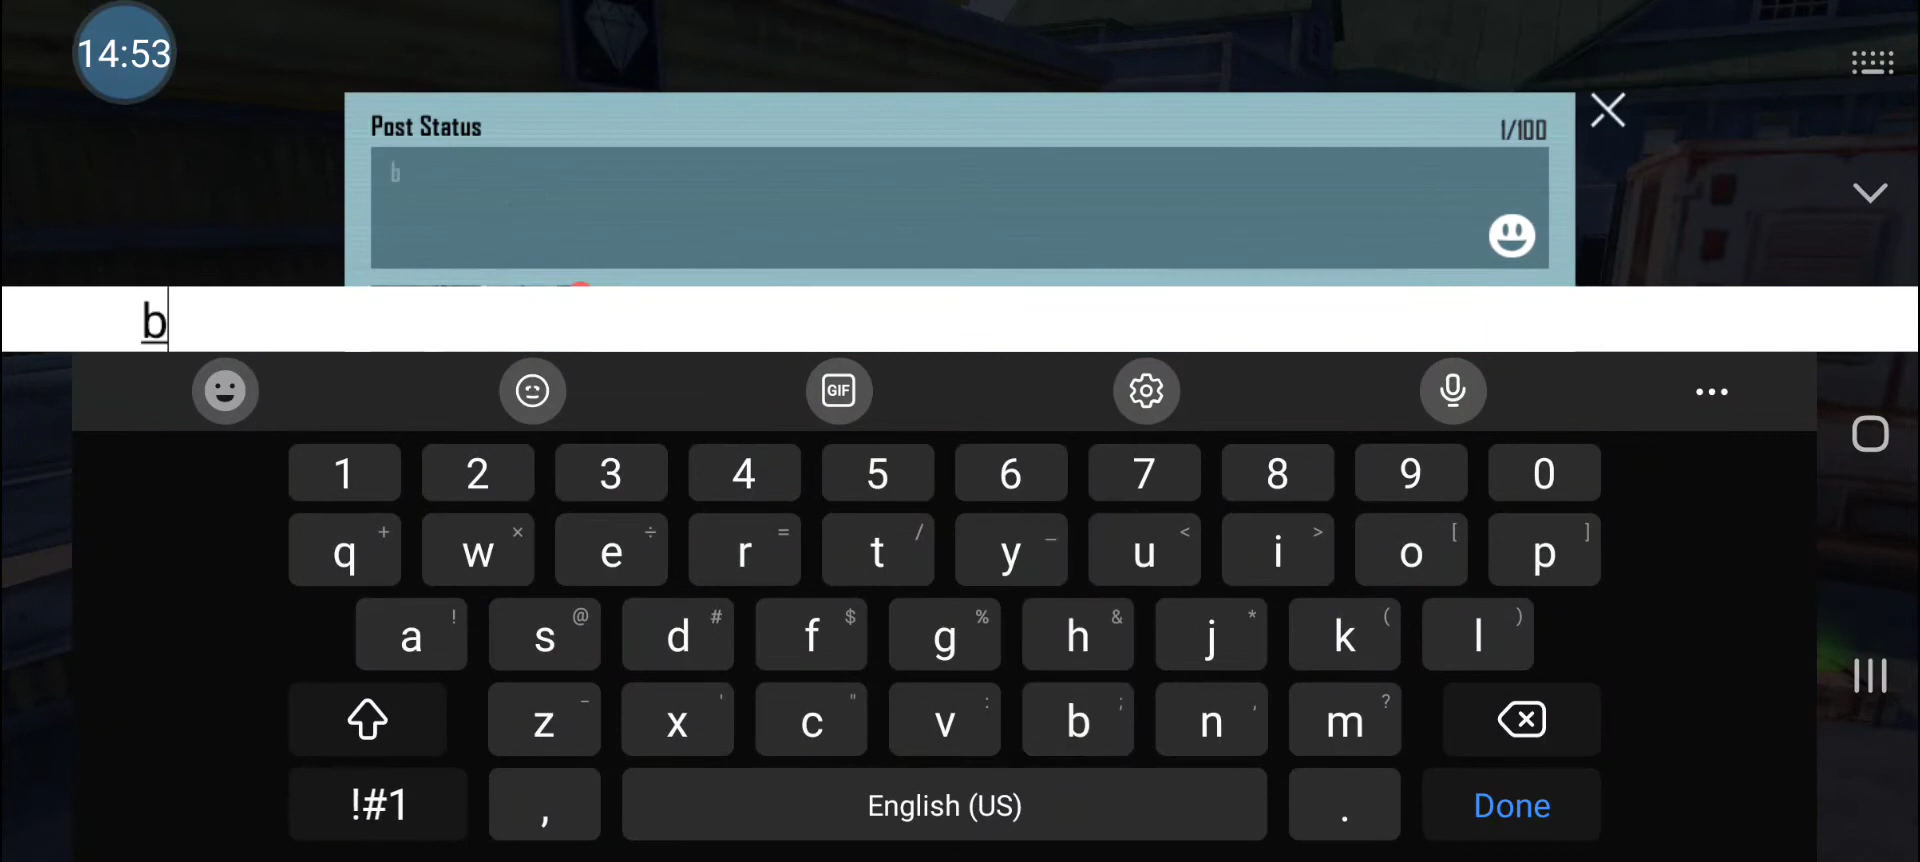 14:53
Post Status
1/100
b
b
GIF
1 2 3 4 5 6 7 8 9 0
+ × ÷ = / _ < > [ ]
q w e r t y u i o p
! @ # $ % & * ( )
a s d f g h j k l
- ' " : ; , ?
z x c v b n m
!#1 , English (US) . Done